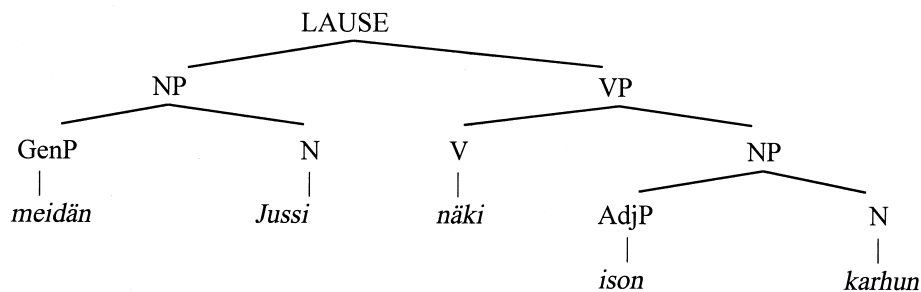 LAUSE
NP VP
GenP N V NP
meidän Jussi näki AdjP N
ison karhun